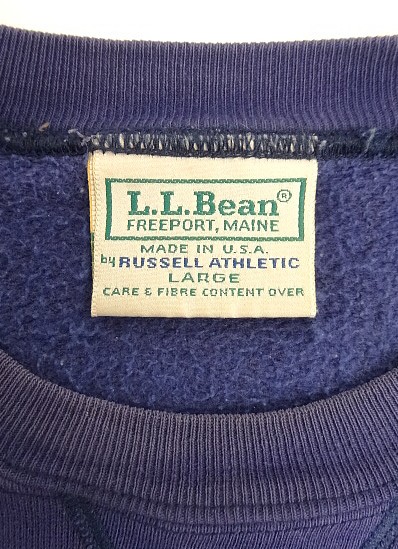 L.L.Bean®
FREEPORT, MAINE
MADE IN U.S.A.
by RUSSELL ATHLETIC
LARGE
CARE & FIBRE CONTENT OVER